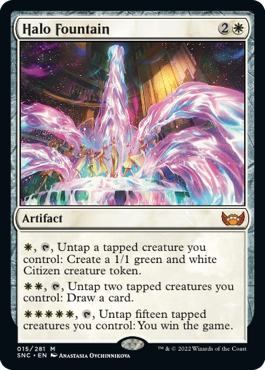 Halo Fountain 2
Artifact
, , Untap a tapped creature you
control: Create a 1/1 green and white
Citizen creature token.
, , Untap two tapped creatures you
control: Draw a card.
, , Untap fifteen tapped
creatures you control: You win the game.
015/281 M
SNC • EN Anastasia Ovchinnikova
™ & © 2022 Wizards of the Coast